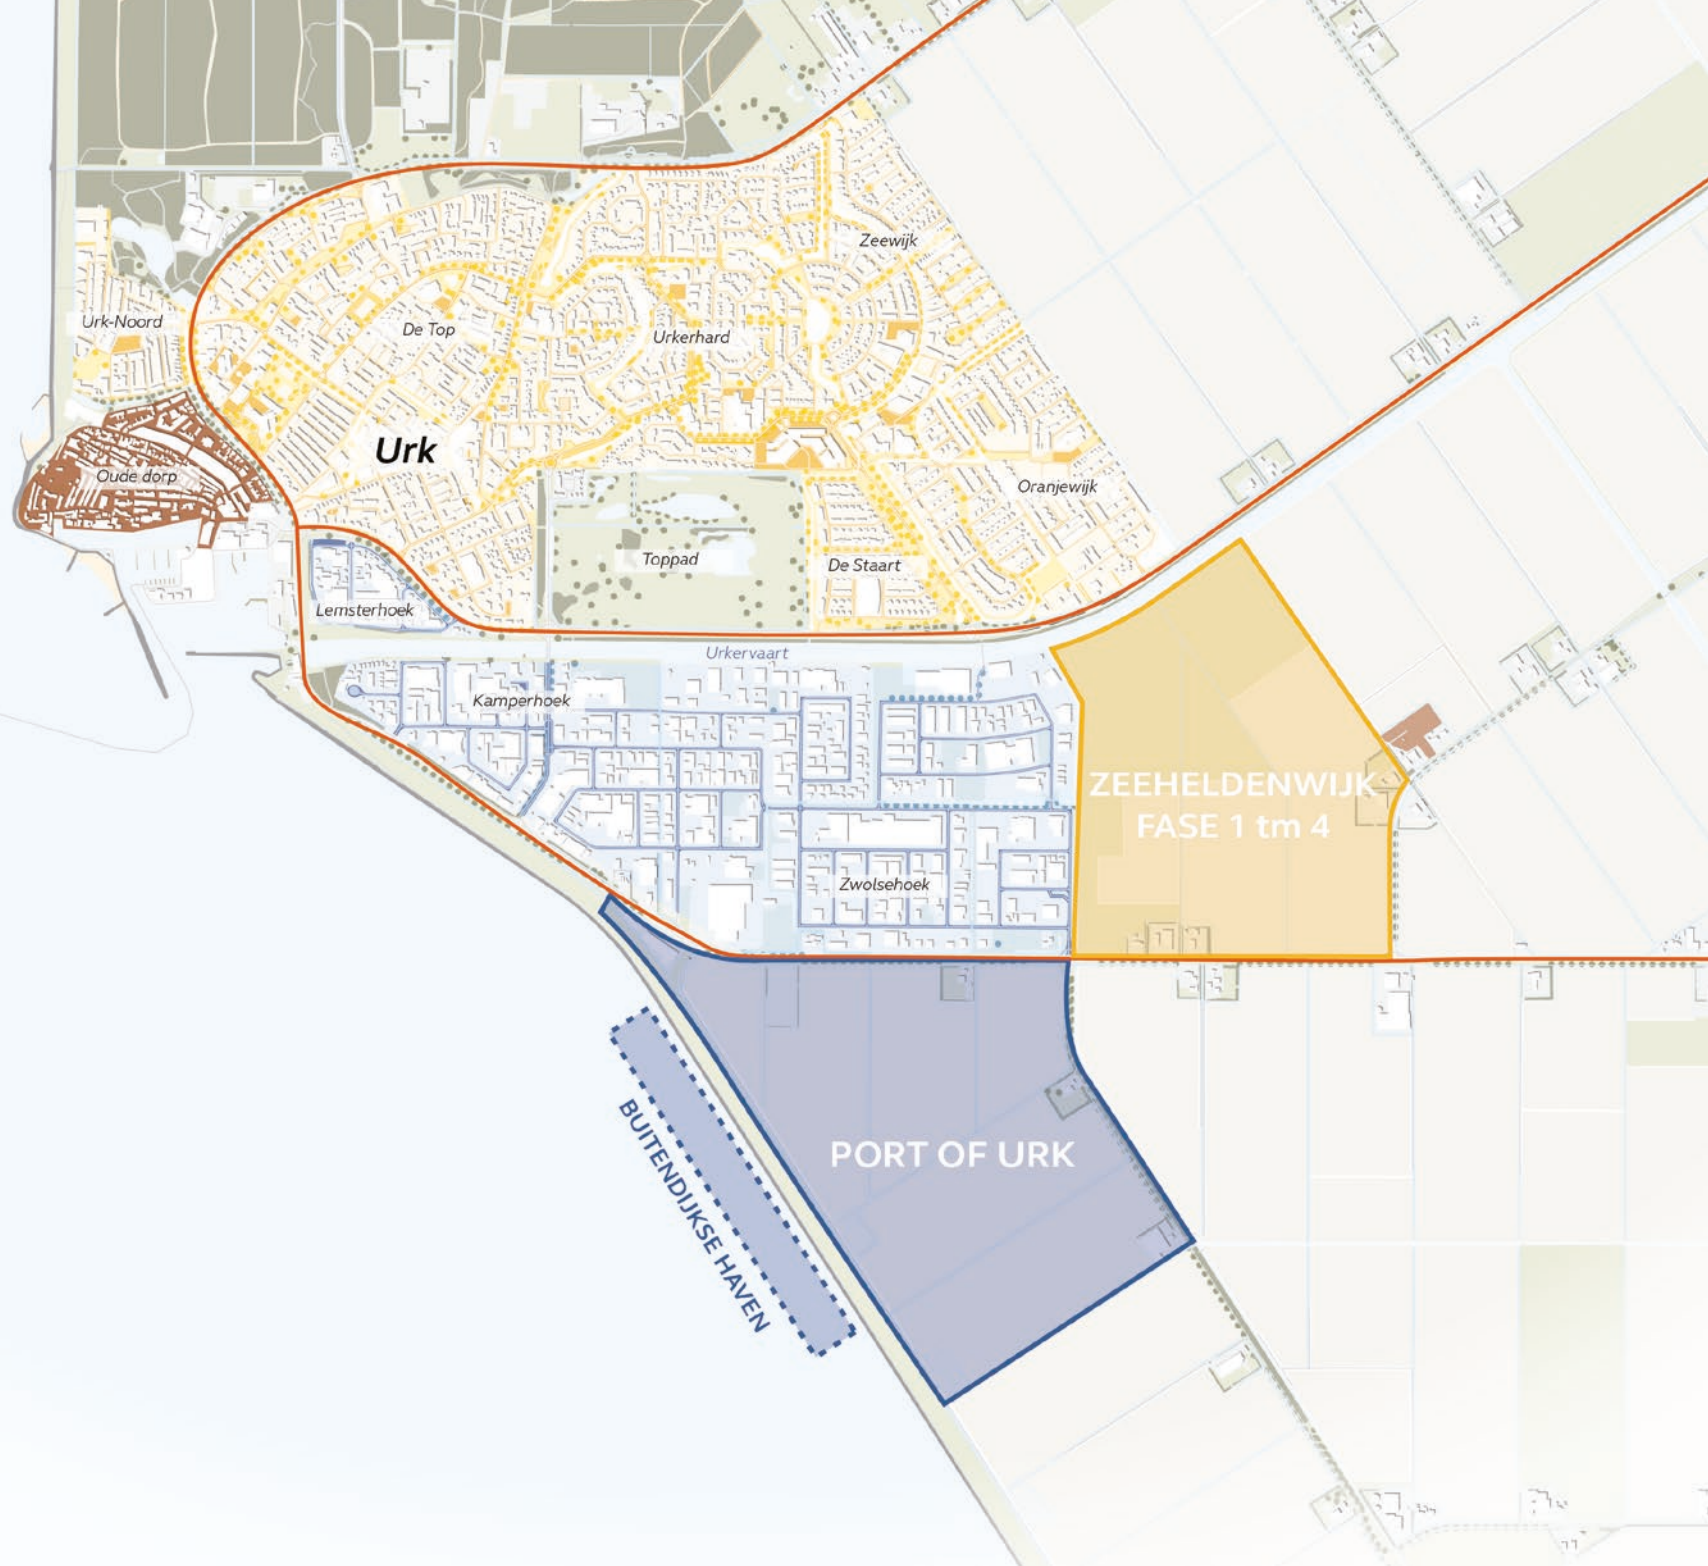 Zeewijk
Urk-Noord
De Top
Urkerhard
Urk
Oude dorp
Oranjewijk
Toppad
De Staart
Lemsterhoek
Urkervaart
Kamperhoek
ZEEHELDENWIJK
FASE 1 tm 4
Zwolsehoek
PORT OF URK
BUITENDIJKSE HAVEN